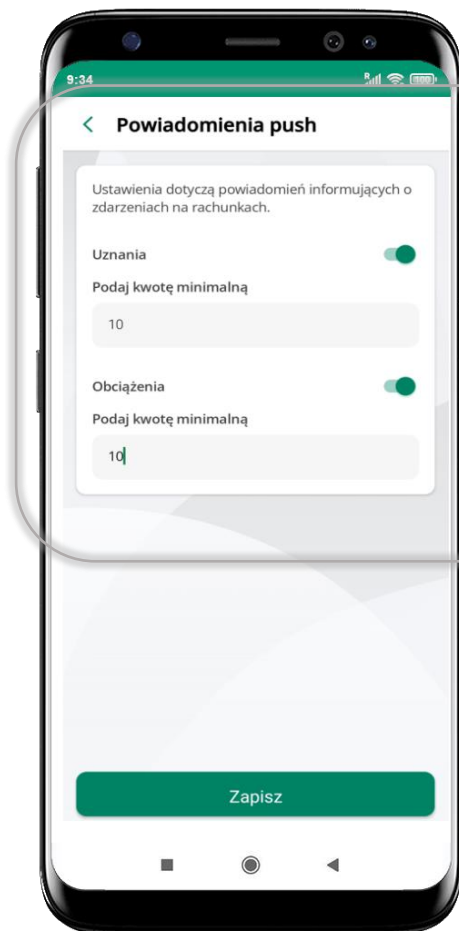 9:34
R
100
Powiadomienia push
Ustawienia dotyczą powiadomień informujących o
zdarzeniach na rachunkach.
Uznania
Podaj kwotę minimalną
10
Obciążenia
Podaj kwotę minimalną
10
Zapisz